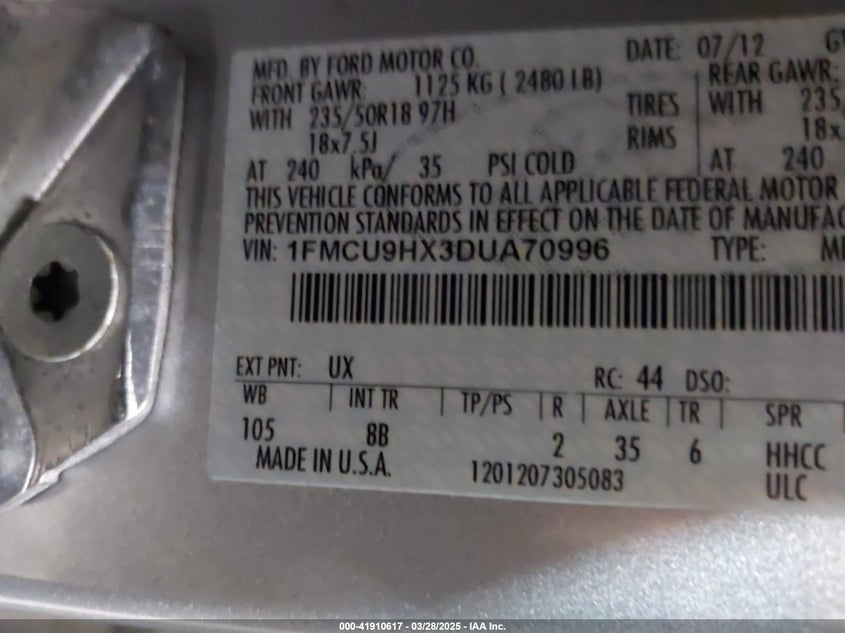 MFD. BY FORD MOTOR CO.
DATE: 07/12
FRONT GAWR: 1125 KG ( 2480 LB)
REAR GAWR:
WITH 235/50R18 97H TIRES WITH 235
18x7.5J RIMS 18x
AT 240 kPa/ 35 PSI COLD AT 240
THIS VEHICLE CONFORMS TO ALL APPLICABLE FEDERAL MOTOR
PREVENTION STANDARDS IN EFFECT ON THE DATE OF MANUFAC
VIN: 1FMCU9HX3DUA70996 TYPE:
EXT PNT: UX RC: 44 DSO:
WB | INT TR | TP/PS | R | AXLE | TR | SPR
105 8B 2 35 6 HHCC
MADE IN U.S.A. 1201207305083 ULC
000-41910617 | 03/28/2025 - IAA Inc.